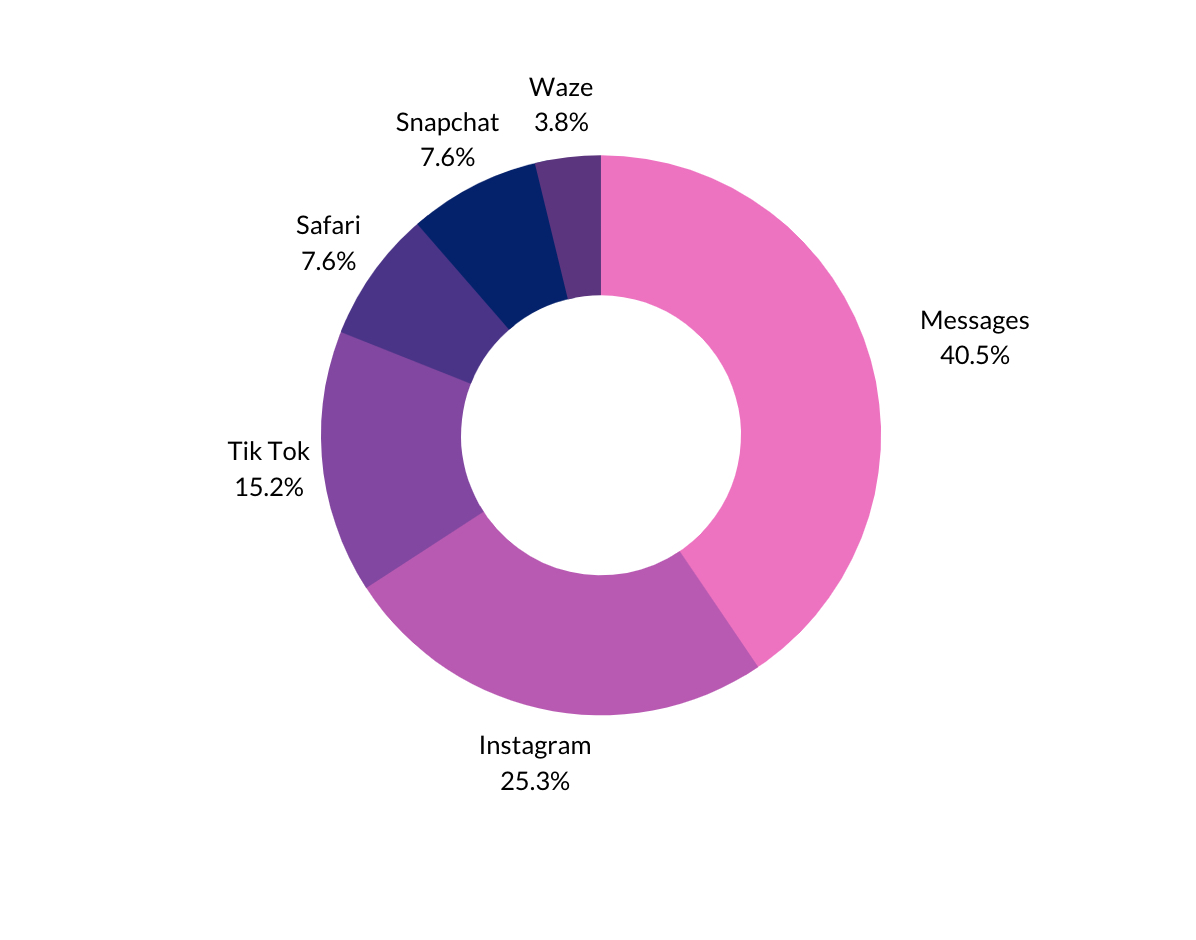 Waze
3.8%
Snapchat
7.6%
Safari
7.6%
Messages
40.5%
Tik Tok
15.2%
Instagram
25.3%